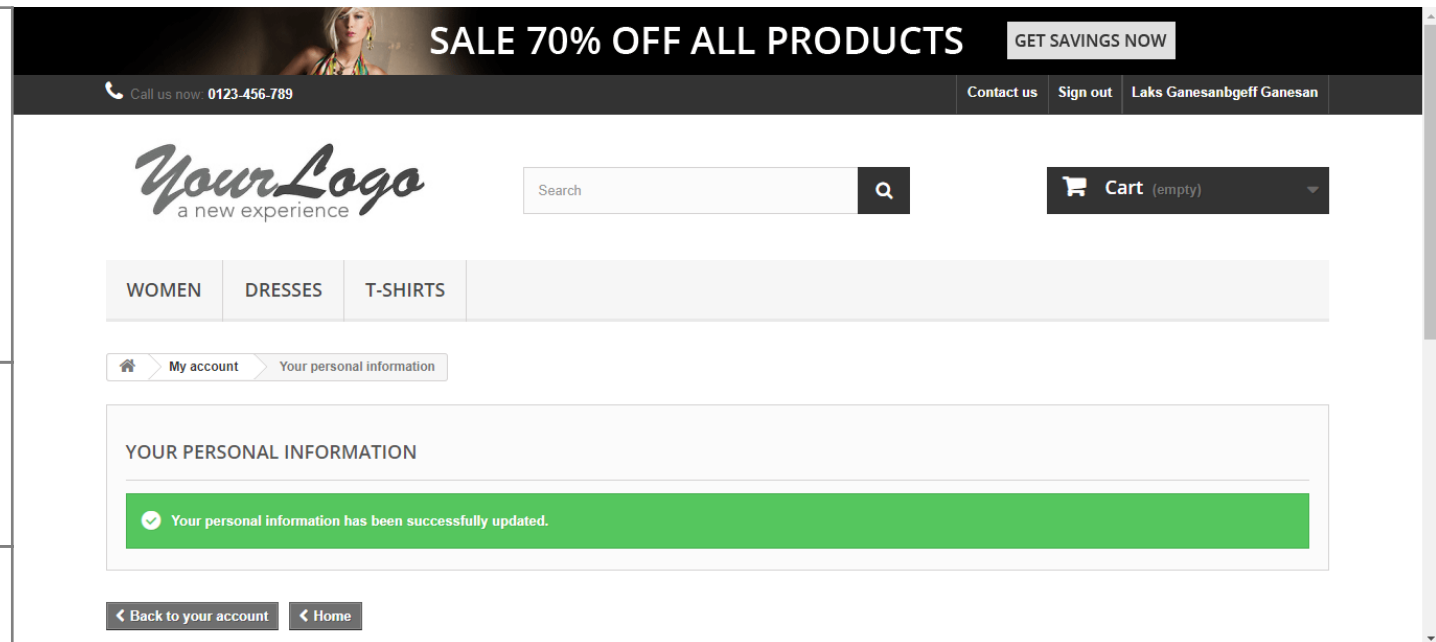 SALE 70% OFF ALL PRODUCTS GET SAVINGS NOW
Call us now: 0123-456-789 Contact us Sign out Laks Ganesanbgeff Ganesan
Your Logo
a new experience
Search
Cart (empty)
WOMEN DRESSES T-SHIRTS
My account Your personal information
YOUR PERSONAL INFORMATION
Your personal information has been successfully updated.
Back to your account Home